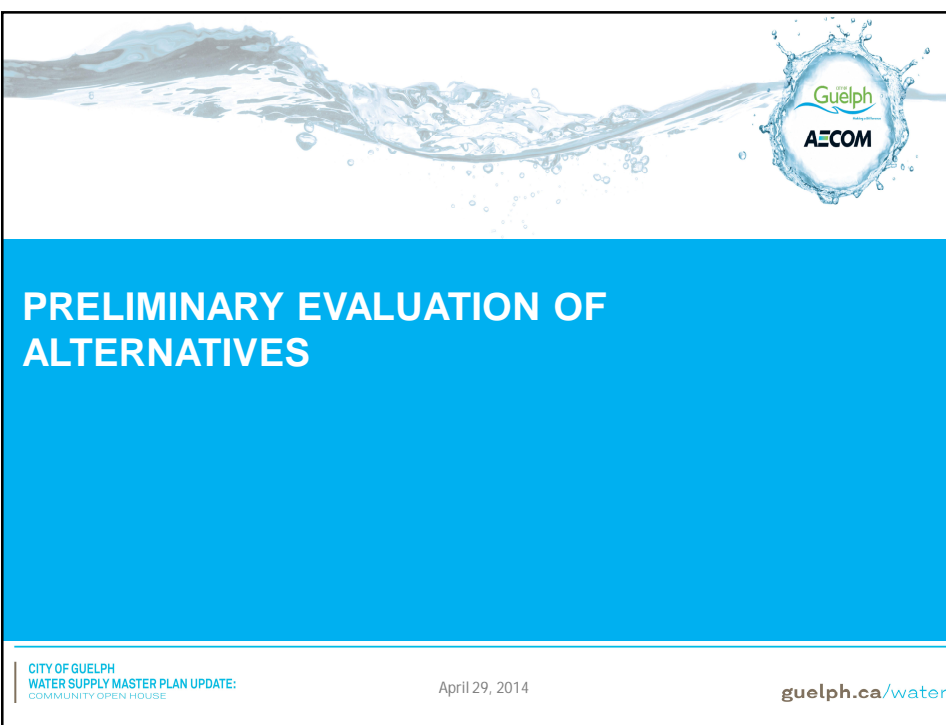 Guelph
AECOM
PRELIMINARY EVALUATION OF
ALTERNATIVES
CITY OF GUELPH
WATER SUPPLY MASTER PLAN UPDATE:
COMMUNITY OPEN HOUSE
April 29, 2014
guelph.ca/water